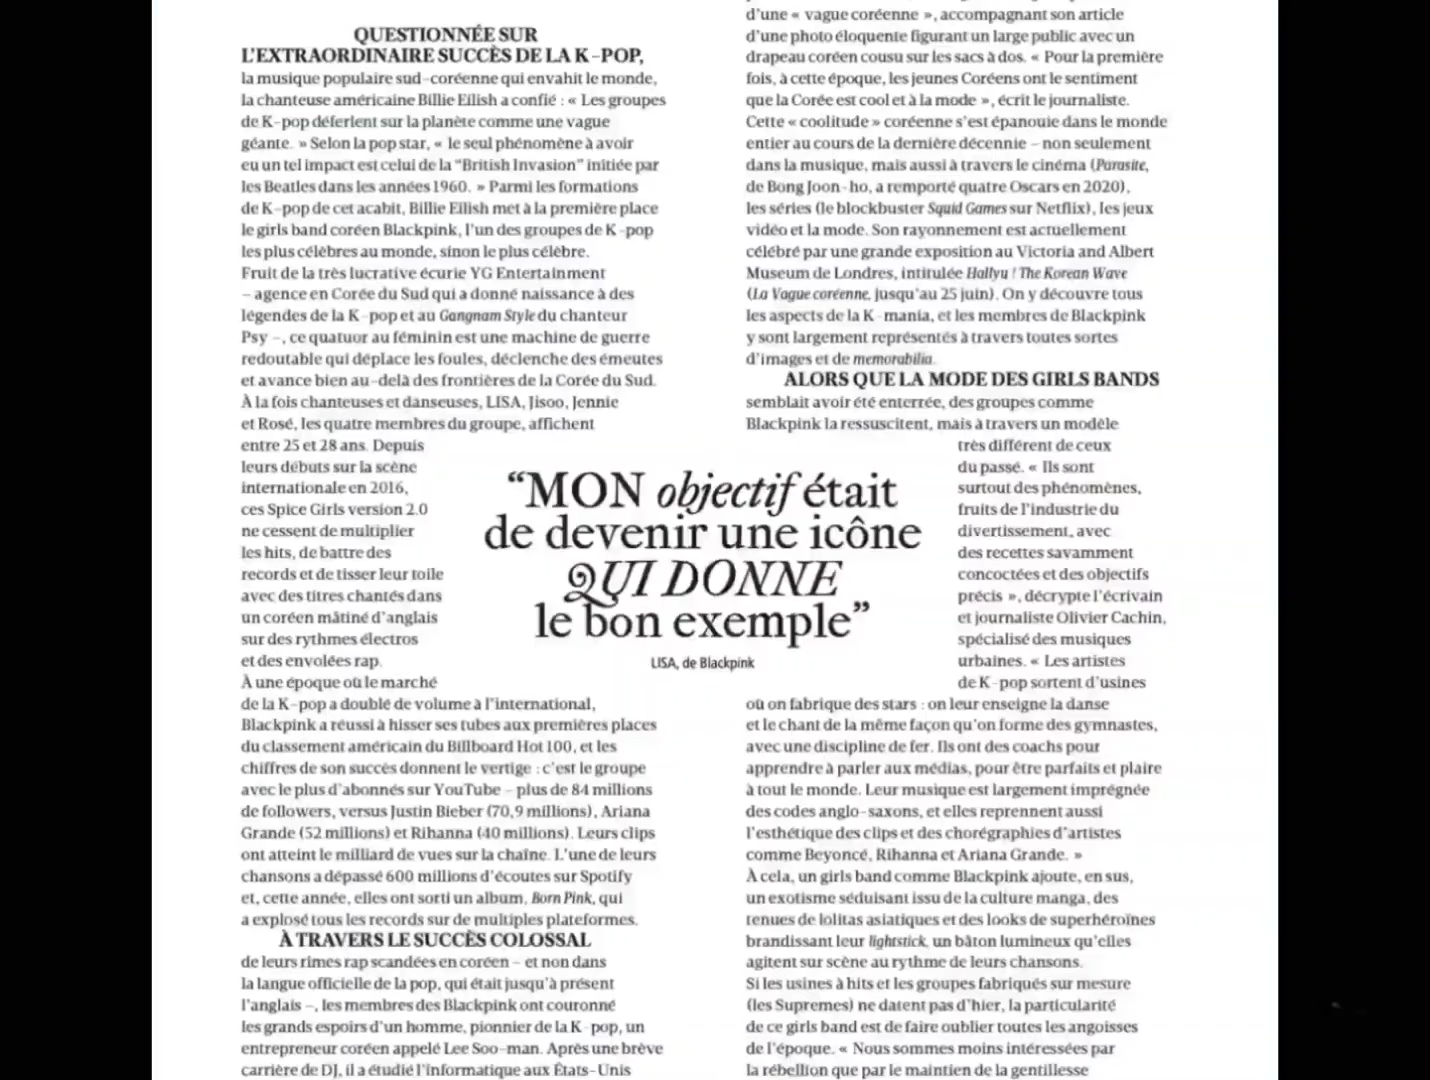 QUESTIONNÉE SUR
L'EXTRAORDINAIRE SUCCÈS DE LA K-POP,
la musique populaire sud-coréenne qui envahit le monde,
la chanteuse américaine Billie Eilish a confié : « Les groupes
de K-pop déferlent sur la planète comme une vague
géante. » Selon la pop star, « le seul phénomène à avoir
eu un tel impact est celui de la “British Invasion” initiée par
les Beatles dans les années 1960. » Parmi les formations
de K-pop de cet acabit, Billie Eilish met à la première place
le girls band coréen Blackpink, l'un des groupes de K-pop
les plus célèbres au monde, sinon le plus célèbre.
Fruit de la très lucrative écurie YG Entertainment
– agence en Corée du Sud qui a donné naissance à des
légendes de la K-pop et au Gangnam Style du chanteur
Psy –, ce quatuor au féminin est une machine de guerre
redoutable qui déplace les foules, déclenche des émeutes
et avance bien au-delà des frontières de la Corée du Sud.
À la fois chanteuses et danseuses, LISA, Jisoo, Jennie
et Rosé, les quatre membres du groupe, affichent
entre 25 et 28 ans. Depuis
leurs débuts sur la scène
internationale en 2016,
ces Spice Girls version 2.0
ne cessent de multiplier
les hits, de battre des
records et de tisser leur toile
avec des titres chantés dans
un coréen mâtiné d'anglais
sur des rythmes électros
et des envolées rap.
À une époque où le marché
de la K-pop a doublé de volume à l'international,
Blackpink a réussi à hisser ses tubes aux premières places
du classement américain du Billboard Hot 100, et les
chiffres de son succès donnent le vertige : c'est le groupe
avec le plus d'abonnés sur YouTube – plus de 84 millions
de followers, versus Justin Bieber (70,9 millions), Ariana
Grande (52 millions) et Rihanna (40 millions). Leurs clips
ont atteint le milliard de vues sur la chaîne. L'une de leurs
chansons a dépassé 600 millions d'écoutes sur Spotify
et, cette année, elles ont sorti un album, Born Pink, qui
a explosé tous les records sur de multiples plateformes.
À TRAVERS LE SUCCÈS COLOSSAL
de leurs rimes rap scandées en coréen – et non dans
la langue officielle de la pop, qui était jusqu'à présent
l'anglais –, les membres des Blackpink ont couronné
les grands espoirs d'un homme, pionnier de la K-pop, un
entrepreneur coréen appelé Lee Soo-man. Après une brève
carrière de DJ, il a étudié l'informatique aux États-Unis
“MON objectif était
de devenir une icône
QUI DONNE
le bon exemple”
LISA, de Blackpink
d'une « vague coréenne », accompagnant son article
d'une photo éloquente figurant un large public avec un
drapeau coréen cousu sur les sacs à dos. « Pour la première
fois, à cette époque, les jeunes Coréens ont le sentiment
que la Corée est cool et à la mode », écrit le journaliste.
Cette « coolitude » coréenne s'est épanouie dans le monde
entier au cours de la dernière décennie – non seulement
dans la musique, mais aussi à travers le cinéma (Parasite,
de Bong Joon-ho, a remporté quatre Oscars en 2020),
les séries (le blockbuster Squid Games sur Netflix), les jeux
vidéo et la mode. Son rayonnement est actuellement
célébré par une grande exposition au Victoria and Albert
Museum de Londres, intitulée Hallyu ! The Korean Wave
(La Vague coréenne, jusqu'au 25 juin). On y découvre tous
les aspects de la K-mania, et les membres de Blackpink
y sont largement représentés à travers toutes sortes
d'images et de memorabilia.
ALORS QUE LA MODE DES GIRLS BANDS
semblait avoir été enterrée, des groupes comme
Blackpink la ressuscitent, mais à travers un modèle
très différent de ceux
du passé. « Ils sont
surtout des phénomènes,
fruits de l'industrie du
divertissement, avec
des recettes savamment
concoctées et des objectifs
précis », décrypte l'écrivain
et journaliste Olivier Cachin,
spécialisé des musiques
urbaines. « Les artistes
de K-pop sortent d'usines
où on fabrique des stars : on leur enseigne la danse
et le chant de la même façon qu'on forme des gymnastes,
avec une discipline de fer. Ils ont des coachs pour
apprendre à parler aux médias, pour être parfaits et plaire
à tout le monde. Leur musique est largement imprégnée
des codes anglo-saxons, et elles reprennent aussi
l'esthétique des clips et des chorégraphies d'artistes
comme Beyoncé, Rihanna et Ariana Grande. »
À cela, un girls band comme Blackpink ajoute, en sus,
un exotisme séduisant issu de la culture manga, des
tenues de lolitas asiatiques et des looks de superhéroïnes
brandissant leur lightstick, un bâton lumineux qu'elles
agitent sur scène au rythme de leurs chansons.
Si les usines à hits et les groupes fabriqués sur mesure
(les Supremes) ne datent pas d'hier, la particularité
de ce girls band est de faire oublier toutes les angoisses
de l'époque. « Nous sommes moins intéressées par
la rébellion que par le maintien de la gentillesse